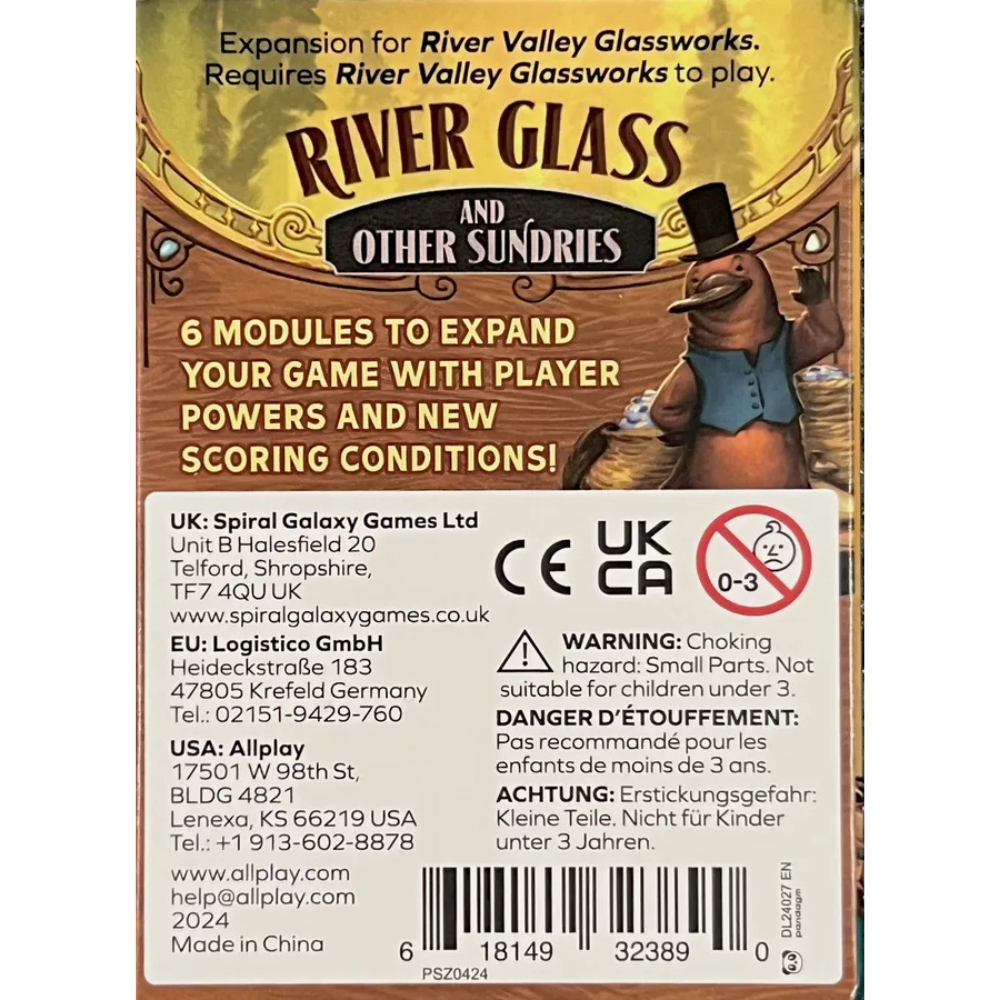 Expansion for River Valley Glassworks.
Requires River Valley Glassworks to play.
RIVER GLASS
AND
OTHER SUNDRIES
6 MODULES TO EXPAND
YOUR GAME WITH PLAYER
POWERS AND NEW
SCORING CONDITIONS!
UK: Spiral Galaxy Games Ltd
Unit B Halesfield 20
Telford, Shropshire,
TF7 4QU UK
www.spiralgalaxygames.co.uk
EU: Logistico GmbH
Heideckstraße 183
47805 Krefeld Germany
Tel.: 02151-9429-760
USA: Allplay
17501 W 98th St,
BLDG 4821
Lenexa, KS 66219 USA
Tel.: +1 913-602-8878
www.allplay.com
help@allplay.com
2024
Made in China
CE
UK
CA
0-3
WARNING: Choking
hazard: Small Parts. Not
suitable for children under 3.
DANGER D'ÉTOUFFEMENT:
Pas recommandé pour les
enfants de moins de 3 ans.
ACHTUNG: Erstickungsgefahr:
Kleine Teile. Nicht für Kinder
unter 3 Jahren.
6 18149 32389 0
PSZ0424
DL24027 EN
pandagm